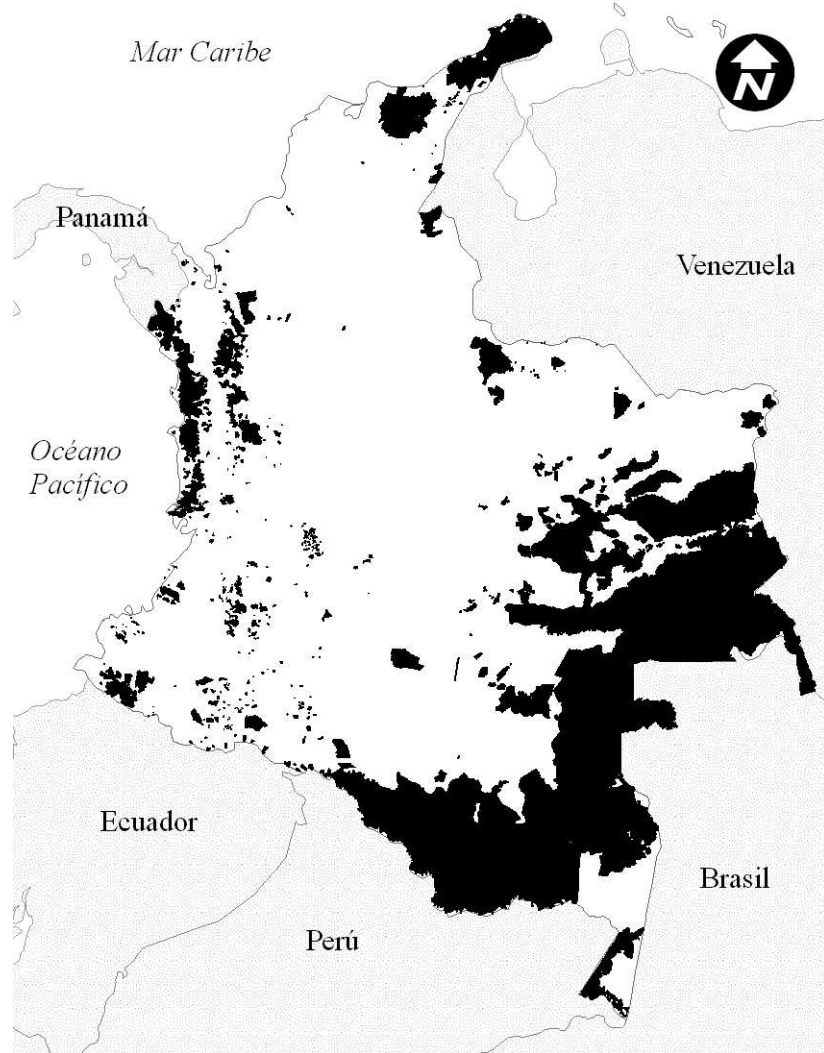 Mar Caribe
N
Panamá
Venezuela
Océano
Pacífico
Ecuador
Brasil
Perú